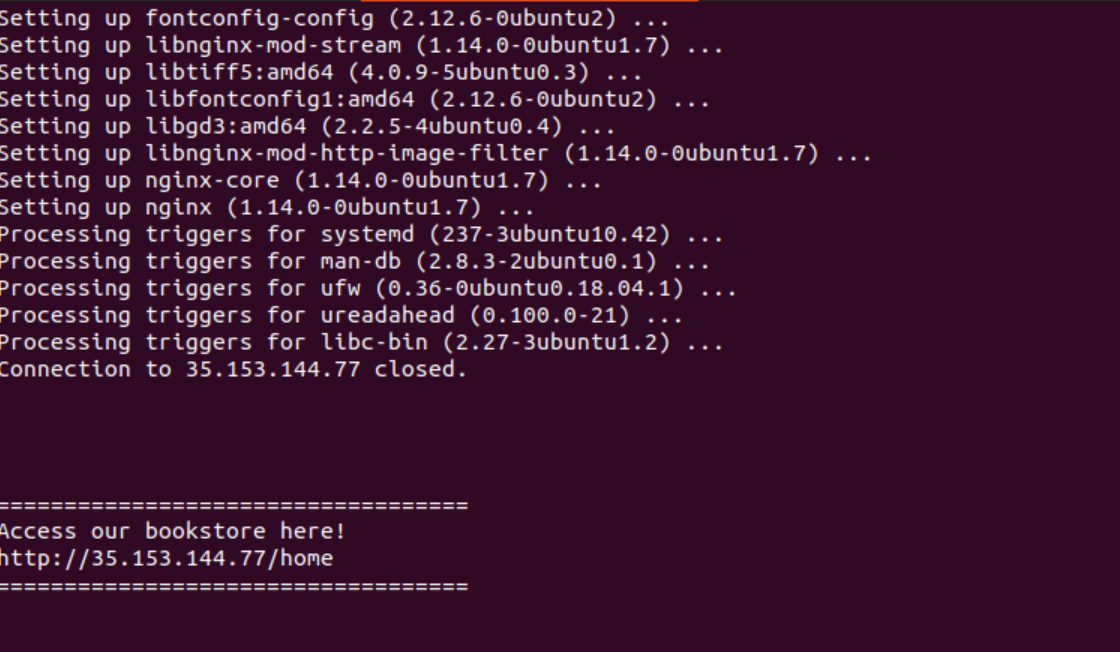 Setting up fontconfig-config (2.12.6-0ubuntu2) ...
Setting up libnginx-mod-stream (1.14.0-0ubuntu1.7) ...
Setting up libtiff5:amd64 (4.0.9-5ubuntu0.3) ...
Setting up libfontconfig1:amd64 (2.12.6-0ubuntu2) ...
Setting up libgd3:amd64 (2.2.5-4ubuntu0.4) ...
Setting up libnginx-mod-http-image-filter (1.14.0-0ubuntu1.7) ...
Setting up nginx-core (1.14.0-0ubuntu1.7) ...
Setting up nginx (1.14.0-0ubuntu1.7) ...
Processing triggers for systemd (237-3ubuntu10.42) ...
Processing triggers for man-db (2.8.3-2ubuntu0.1) ...
Processing triggers for ufw (0.36-0ubuntu0.18.04.1) ...
Processing triggers for ureadahead (0.100.0-21) ...
Processing triggers for libc-bin (2.27-3ubuntu1.2) ...
Connection to 35.153.144.77 closed.
===================================
Access our bookstore here!
http://35.153.144.77/home
===================================